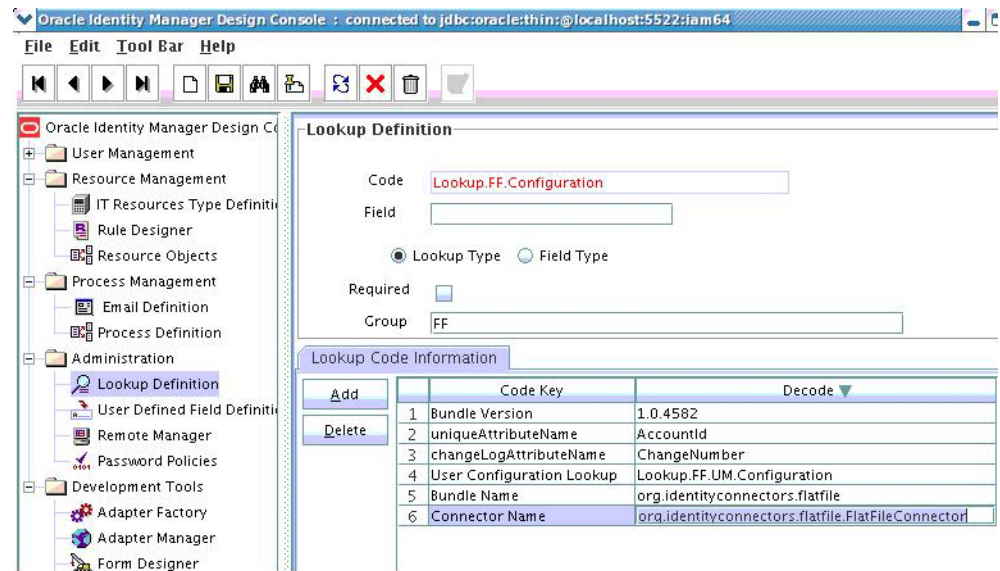 Oracle Identity Manager Design Console : connected to jdbc:oracle:thin:@localhost:5522:iam64
File Edit Tool Bar Help
Oracle Identity Manager Design Co
User Management
Resource Management
IT Resources Type Definiti
Rule Designer
Resource Objects
Process Management
Email Definition
Process Definition
Administration
Lookup Definition
User Defined Field Definiti
Remote Manager
Password Policies
Development Tools
Adapter Factory
Adapter Manager
Form Designer
Lookup Definition
Code Lookup.FF.Configuration
Field
Lookup Type Field Type
Required
Group FF
Lookup Code Information
Add
Delete
Code Key Decode
1 Bundle Version 1.0.4582
2 uniqueAttributeName AccountId
3 changeLogAttributeName ChangeNumber
4 User Configuration Lookup Lookup.FF.UM.Configuration
5 Bundle Name org.identityconnectors.flatfile
6 Connector Name org.identityconnectors.flatfile.FlatFileConnector